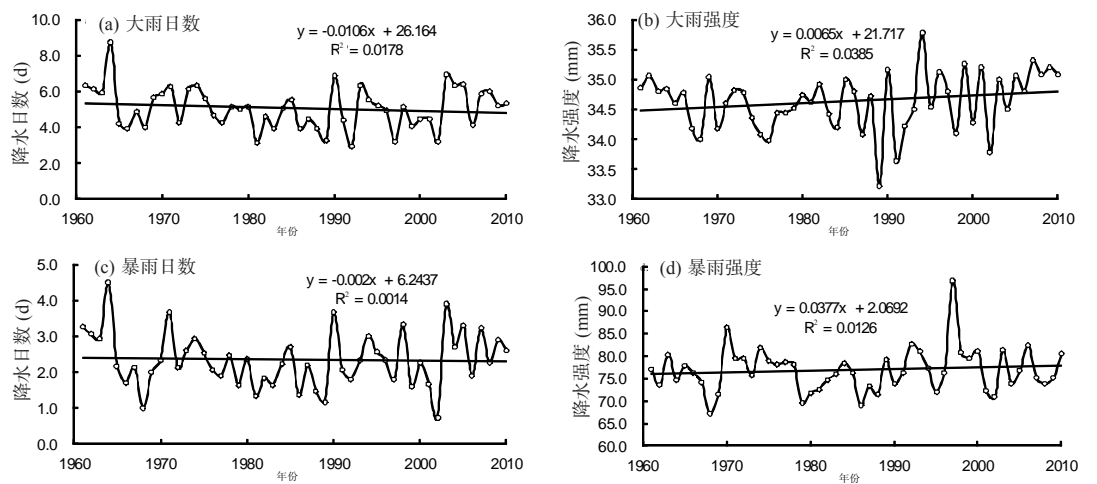 (a) 大雨日数
y = -0.0106x + 26.164
R² = 0.0178
降水日数 (d)
10.0
8.0
6.0
4.0
2.0
0.0
1960 1970 1980 1990 2000 2010
年份
(b) 大雨强度
y = 0.0065x + 21.717
R² = 0.0385
降水强度 (mm)
36.0
35.5
35.0
34.5
34.0
33.5
33.0
1960 1970 1980 1990 2000 2010
年份
(c) 暴雨日数
y = -0.002x + 6.2437
R² = 0.0014
降水日数 (d)
5.0
4.0
3.0
2.0
1.0
0.0
1960 1970 1980 1990 2000 2010
年份
(d) 暴雨强度
y = 0.0377x + 2.0692
R² = 0.0126
降水强度 (mm)
100.0
95.0
90.0
85.0
80.0
75.0
70.0
65.0
60.0
1960 1970 1980 1990 2000 2010
年份